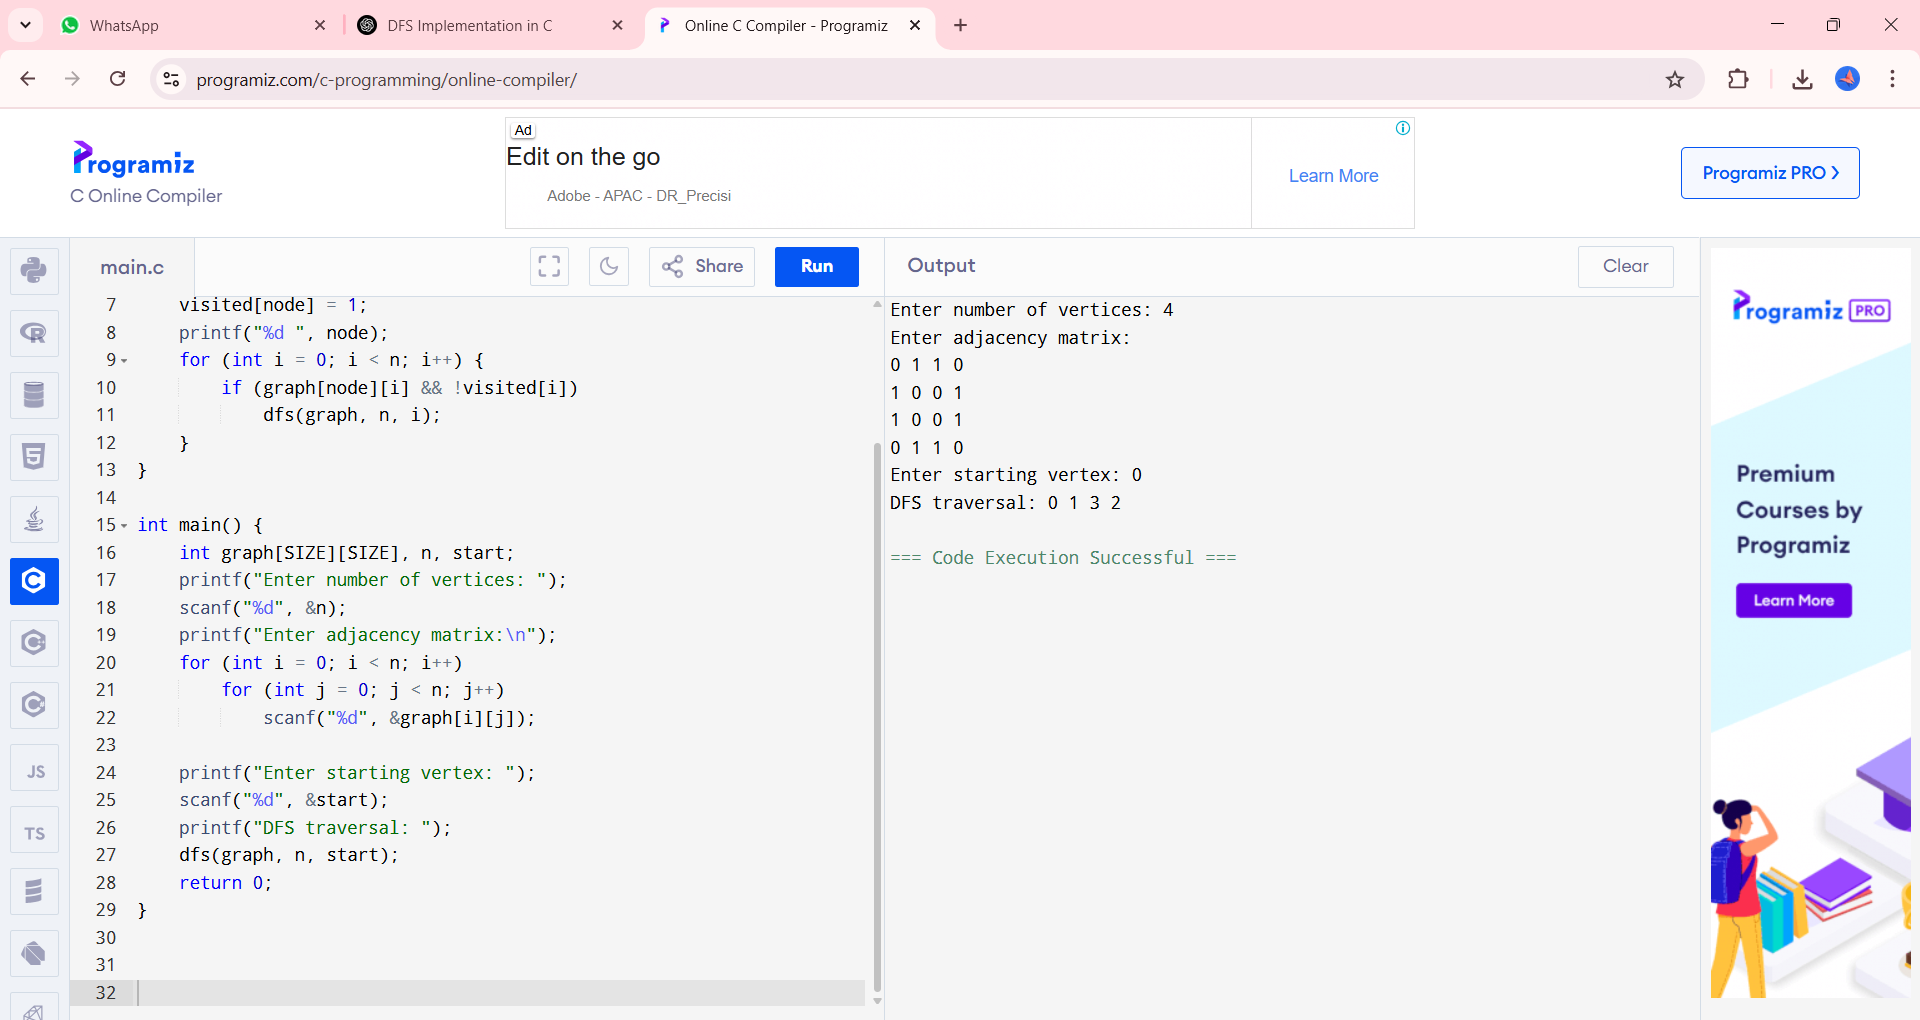 WhatsApp
DFS Implementation in C
Online C Compiler - Programiz
programiz.com/c-programming/online-compiler/
Programiz
C Online Compiler
Ad
Edit on the go
Adobe - APAC - DR_Precisi
Learn More
Programiz PRO
main.c
Share
Run
Output
Clear
7 visited[node] = 1;
8 printf("%d ", node);
9 for (int i = 0; i < n; i++) {
10 if (graph[node][i] && !visited[i])
11 dfs(graph, n, i);
12 }
13 }
14
15 int main() {
16 int graph[SIZE][SIZE], n, start;
17 printf("Enter number of vertices: ");
18 scanf("%d", &n);
19 printf("Enter adjacency matrix:\n");
20 for (int i = 0; i < n; i++)
21 for (int j = 0; j < n; j++)
22 scanf("%d", &graph[i][j]);
23
24 printf("Enter starting vertex: ");
25 scanf("%d", &start);
26 printf("DFS traversal: ");
27 dfs(graph, n, start);
28 return 0;
29 }
30
31
32
Enter number of vertices: 4
Enter adjacency matrix:
0 1 1 0
1 0 0 1
1 0 0 1
0 1 1 0
Enter starting vertex: 0
DFS traversal: 0 1 3 2
=== Code Execution Successful ===
JS
TS
Programiz PRO
Premium
Courses by
Programiz
Learn More